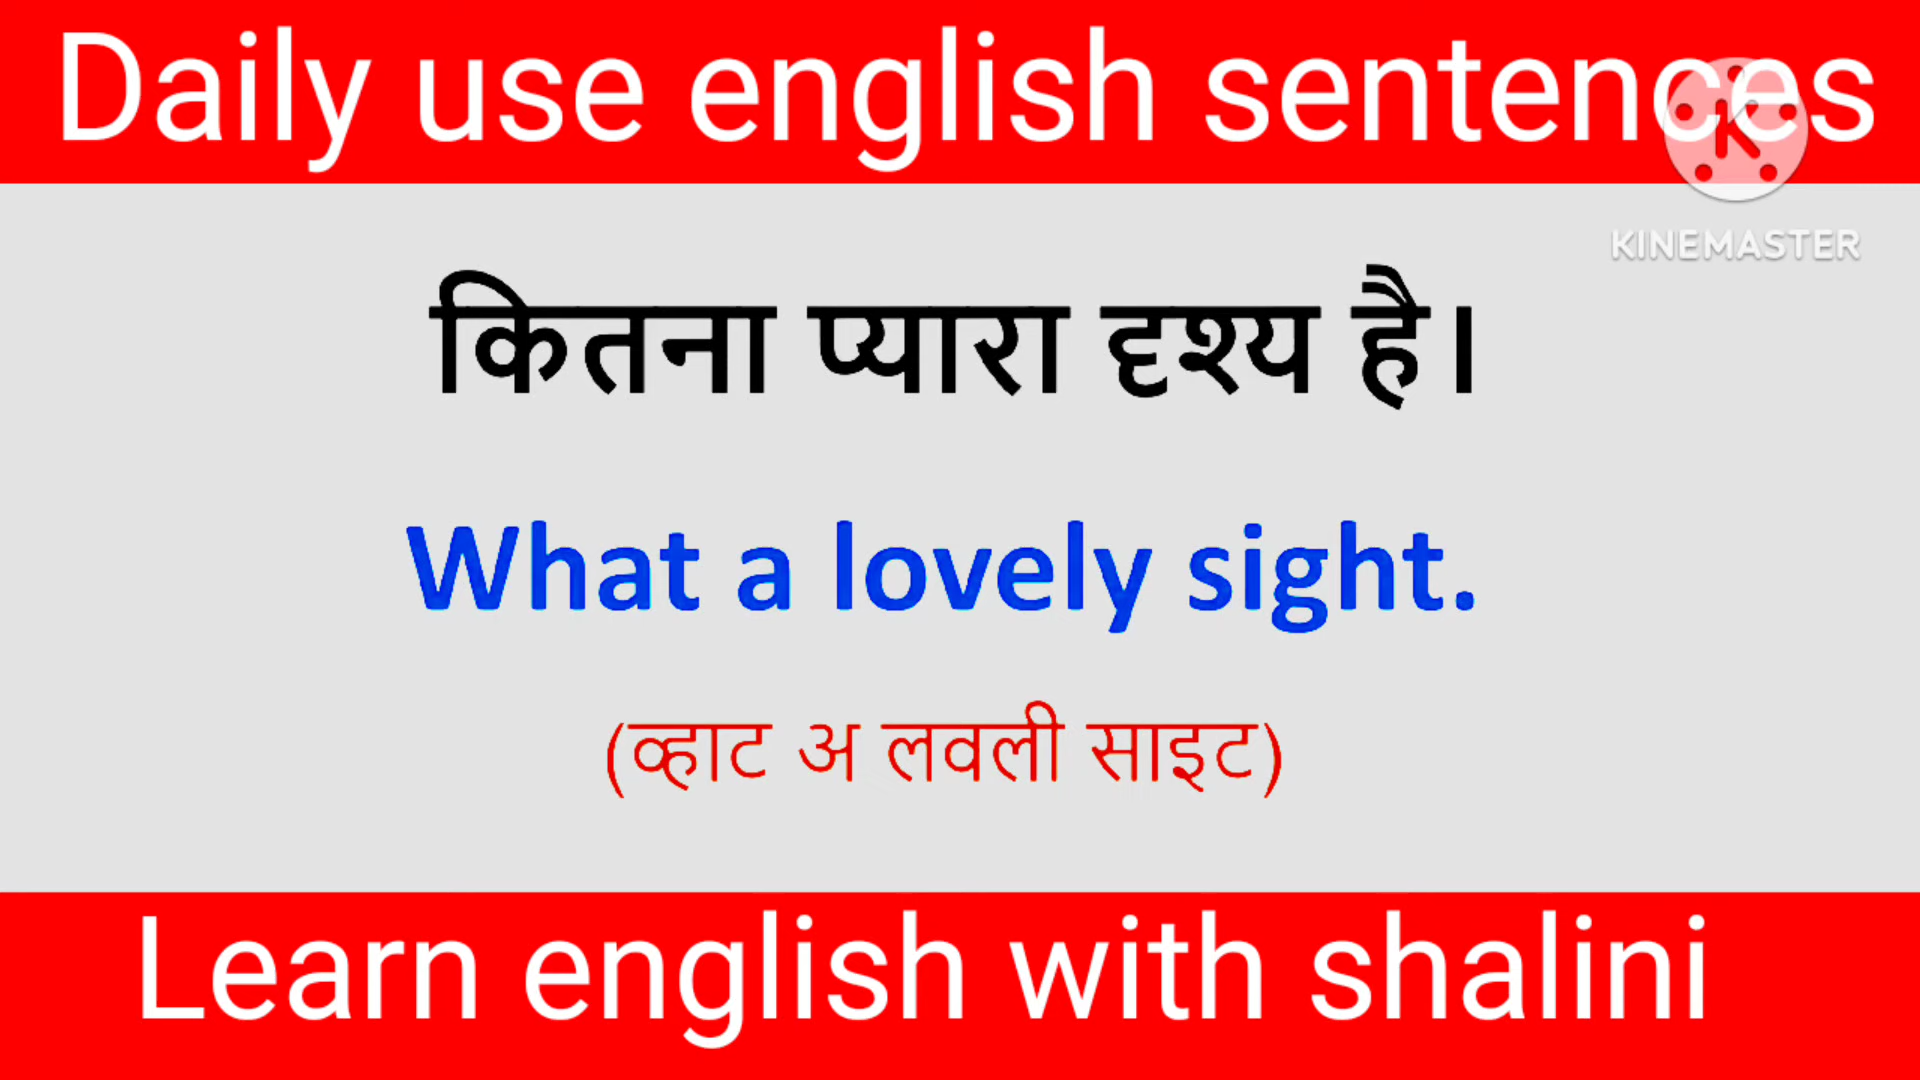 Daily use english sentences
K
KINEMASTER
कितना प्यारा दृश्य है।
What a lovely sight.
(व्हाट अ लवली साइट)
Learn english with shalini